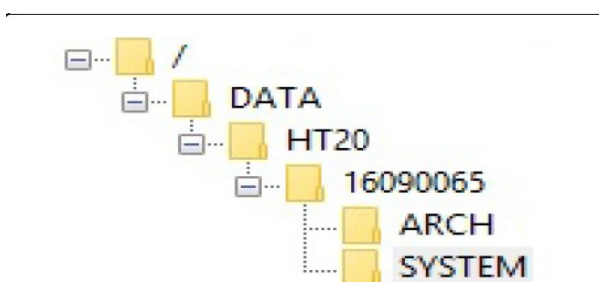 /
DATA
HT20
16090065
ARCH
SYSTEM